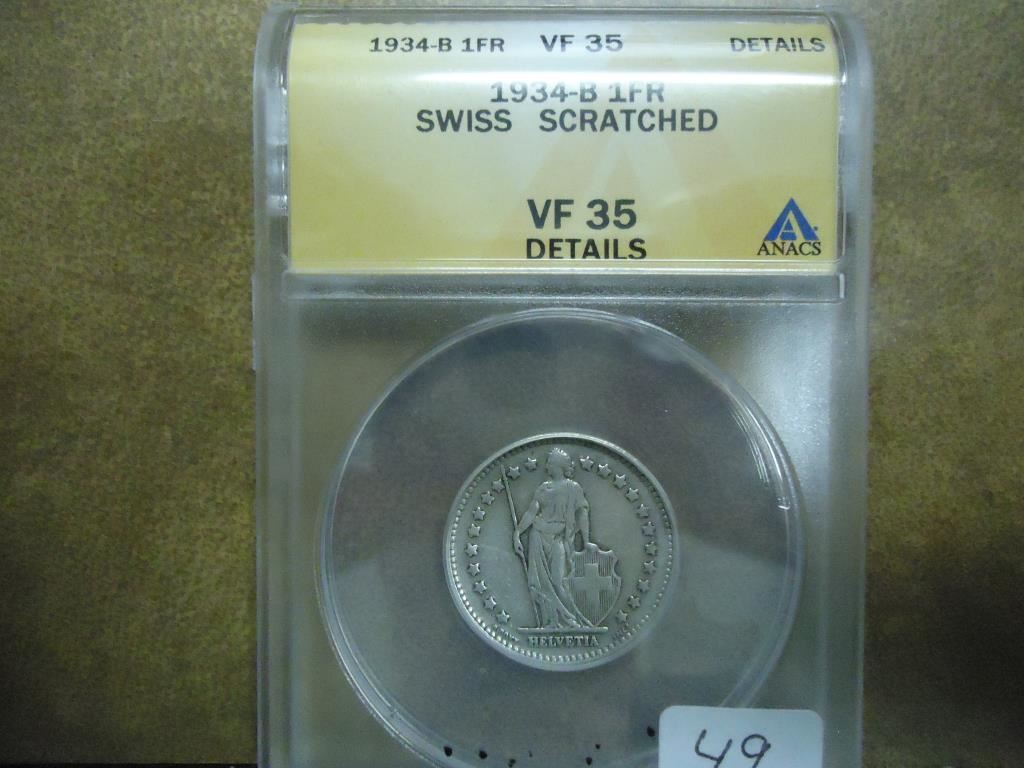 1934-B 1FR VF 35 DETAILS
1934-B 1FR
SWISS SCRATCHED
VF 35
DETAILS
ANACS
HELVETIA
49